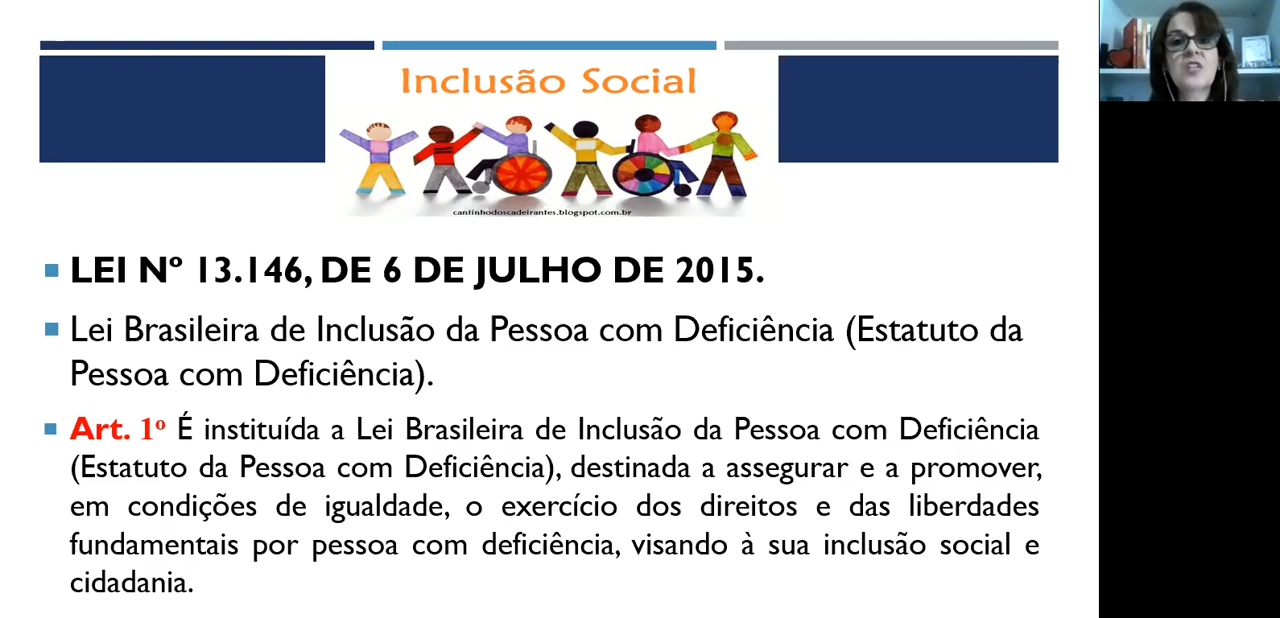 Inclusão Social
cantinhodoscadeirantes.blogspot.com.br
LEI Nº 13.146, DE 6 DE JULHO DE 2015.
Lei Brasileira de Inclusão da Pessoa com Deficiência (Estatuto da
Pessoa com Deficiência).
Art. 1º É instituída a Lei Brasileira de Inclusão da Pessoa com Deficiência
(Estatuto da Pessoa com Deficiência), destinada a assegurar e a promover,
em condições de igualdade, o exercício dos direitos e das liberdades
fundamentais por pessoa com deficiência, visando à sua inclusão social e
cidadania.